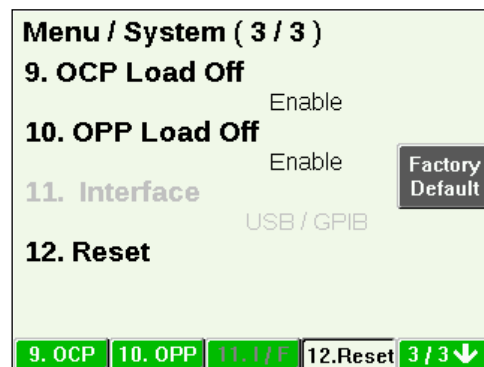 Menu / System ( 3 / 3 )
9. OCP Load Off
Enable
10. OPP Load Off
Enable
Factory
Default
11. Interface
USB / GPIB
12. Reset
9. OCP 10. OPP 11. I / F 12.Reset 3 / 3